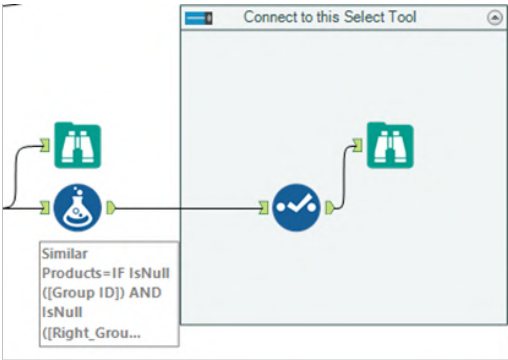 Connect to this Select Tool
Similar
Products=IF IsNull
([Group ID]) AND
IsNull
([Right_Grou...